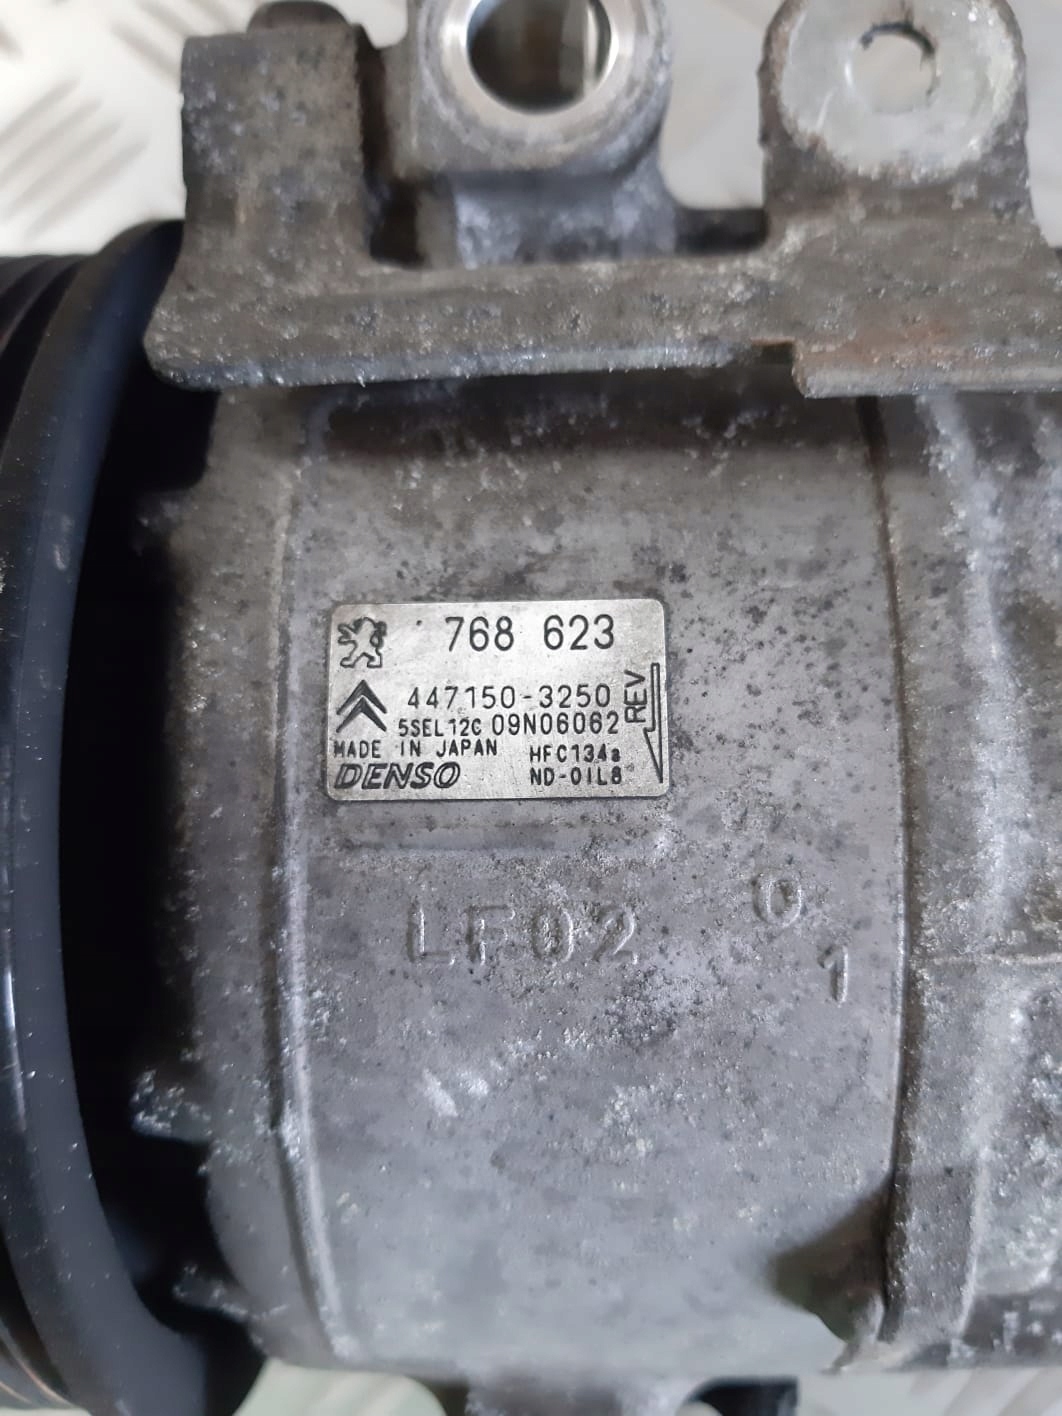 768 623
447150-3250
5SEL12C 09N06062
REV
MADE IN JAPAN HFC134a
DENSO ND-OIL8
LF02
0
1